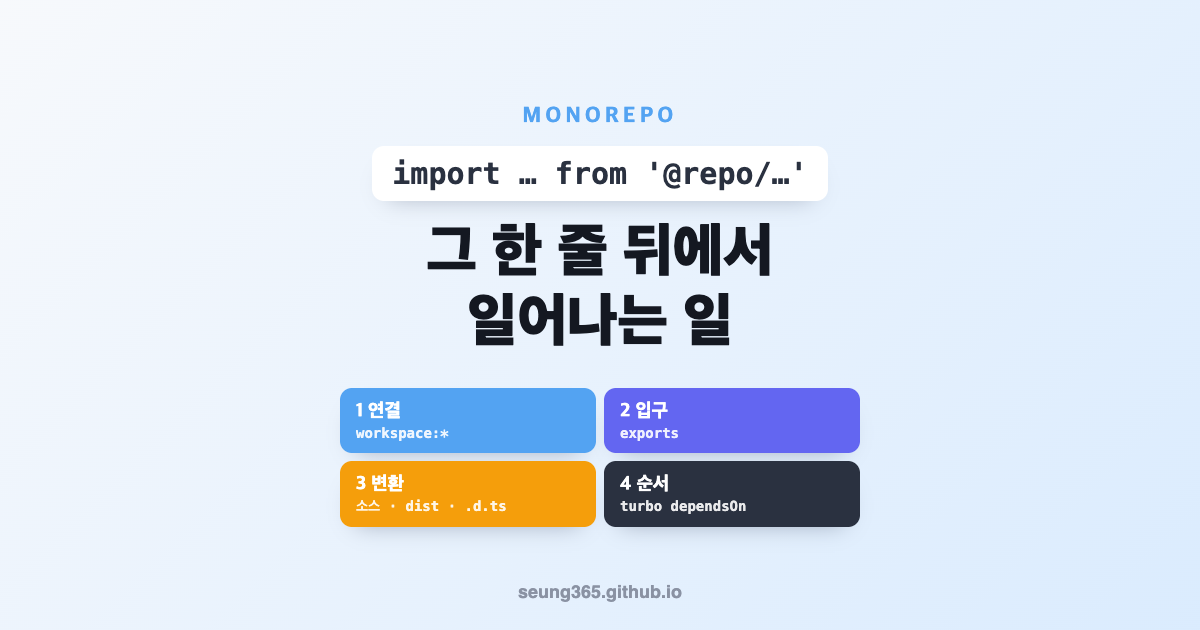 MONOREPO
import … from '@repo/…'
그 한 줄 뒤에서
일어나는 일
1 연결
workspace:*
2 입구
exports
3 변환
소스 · dist · .d.ts
4 순서
turbo dependsOn
seung365.github.io